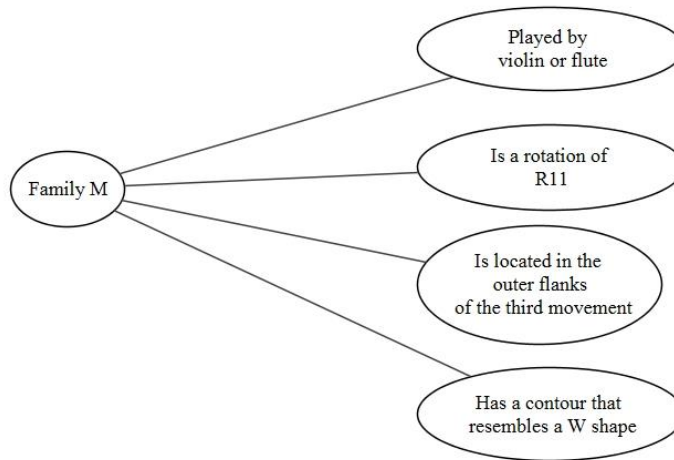 Played by
violin or flute
Family M
Is a rotation of
R11
Is located in the
outer flanks
of the third movement
Has a contour that
resembles a W shape